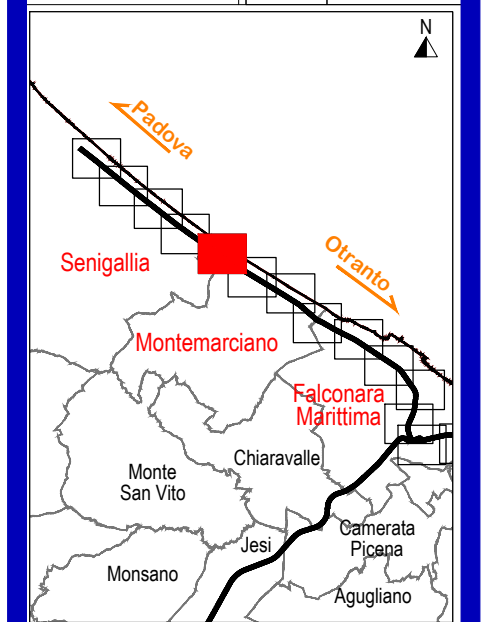 N
Padova
Otranto
Senigallia
Montemarciano
Falconara
Marittima
Chiaravalle
Monte
San Vito
Camerata
Picena
Jesi
Monsano
Agugliano